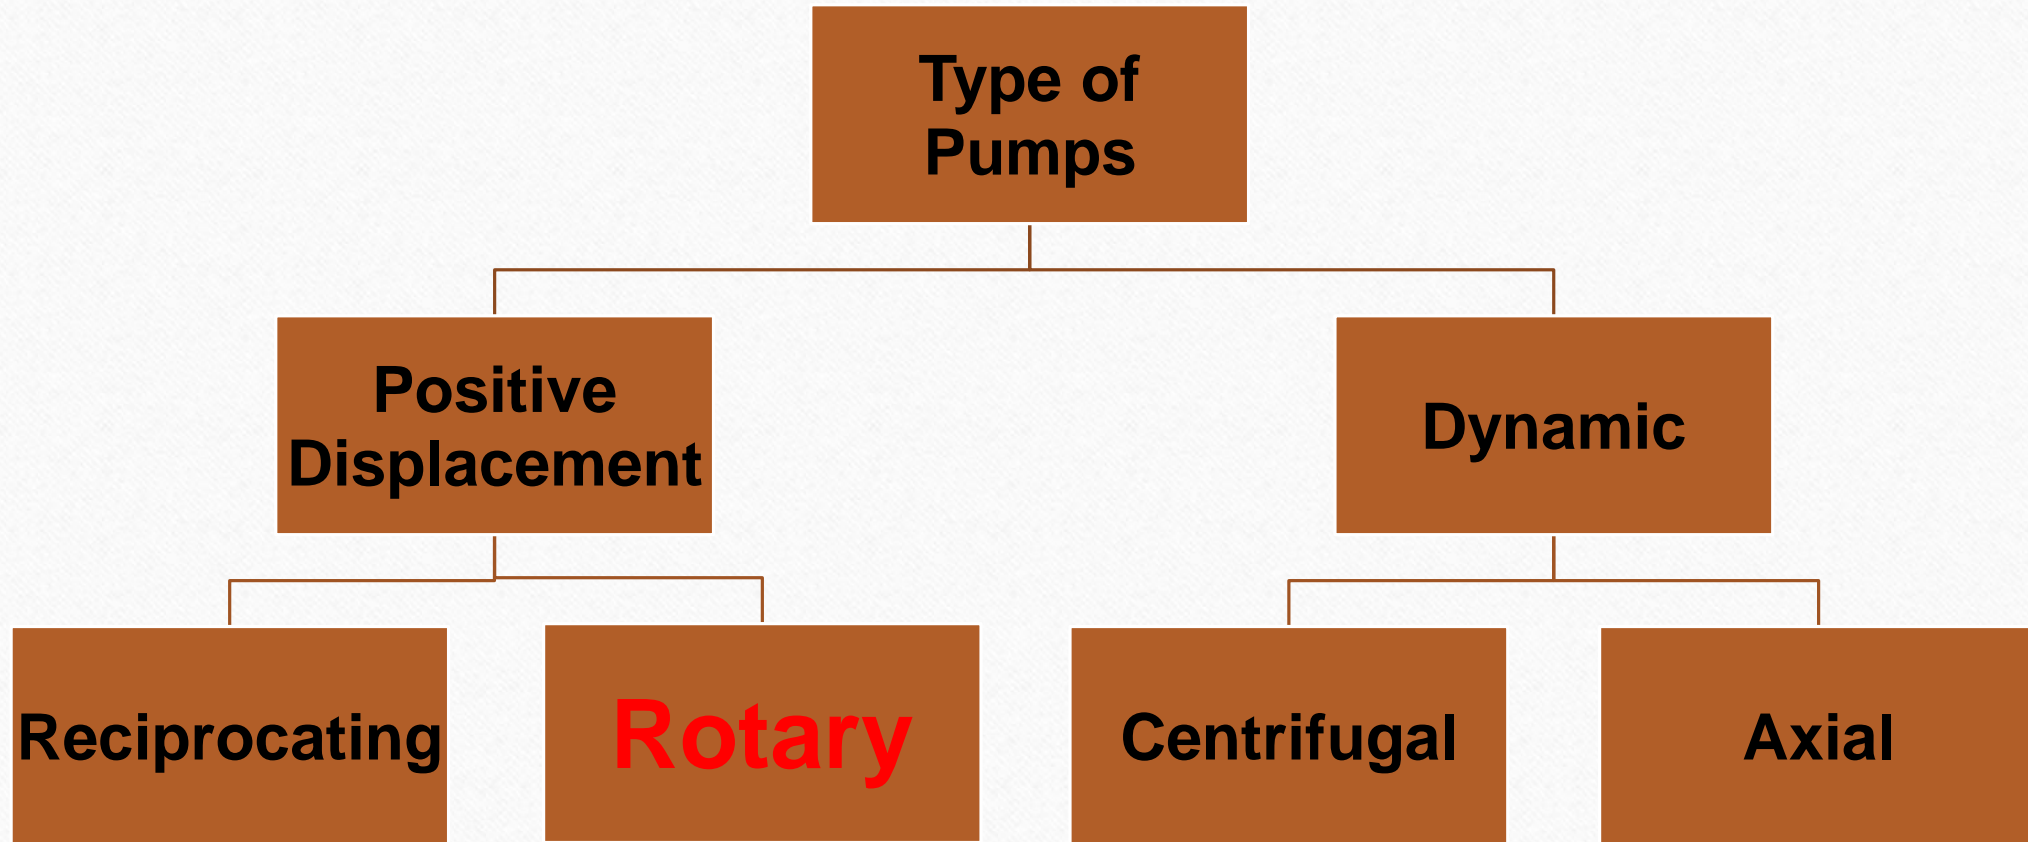 Type of
Pumps
Positive
Displacement
Dynamic
Reciprocating
Rotary
Centrifugal
Axial